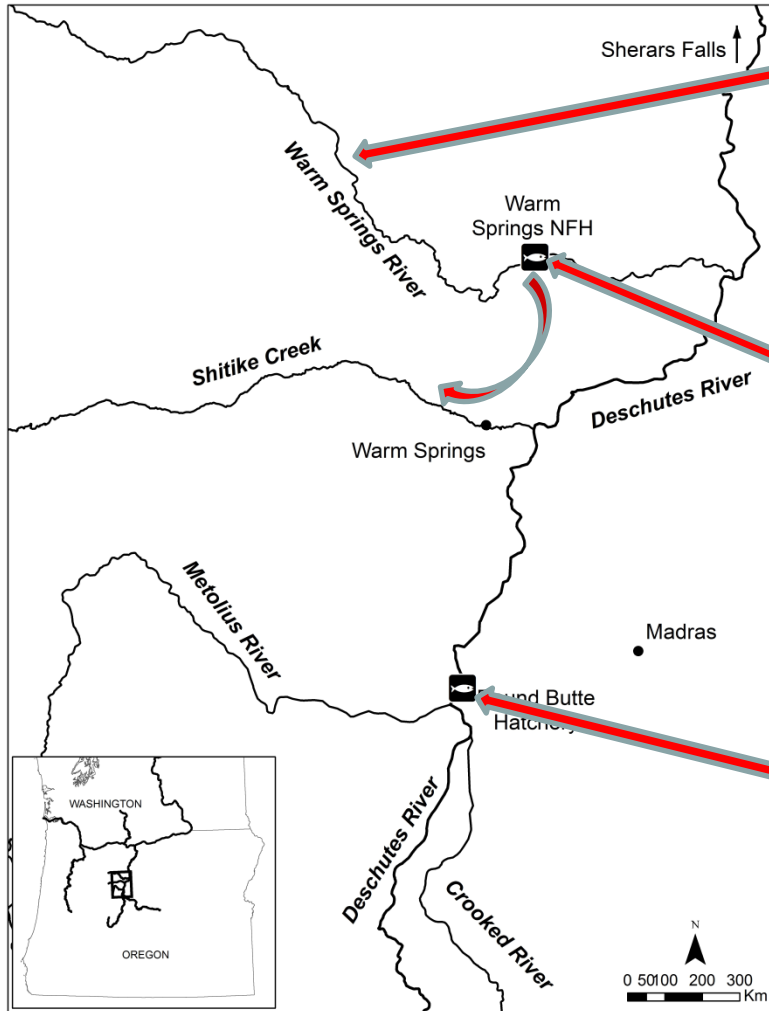 Sherars Falls
Warm Springs River
Warm
Springs NFH
Shitike Creek
Deschutes River
Warm Springs
Metolius River
Madras
Butte
Hatchery
Deschutes River
Crooked River
WASHINGTON
OREGON
N
0 50 100 200 300
Km